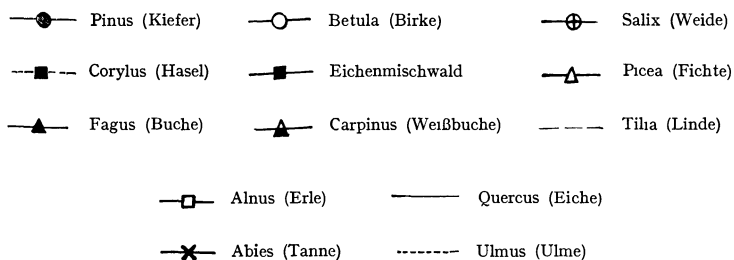 Pinus (Kiefer) Betula (Birke) Salix (Weide)
Corylus (Hasel) Eichenmischwald Picea (Fichte)
Fagus (Buche) Carpinus (Weißbuche) Tilia (Linde)
Alnus (Erle) Quercus (Eiche)
Abies (Tanne) Ulmus (Ulme)